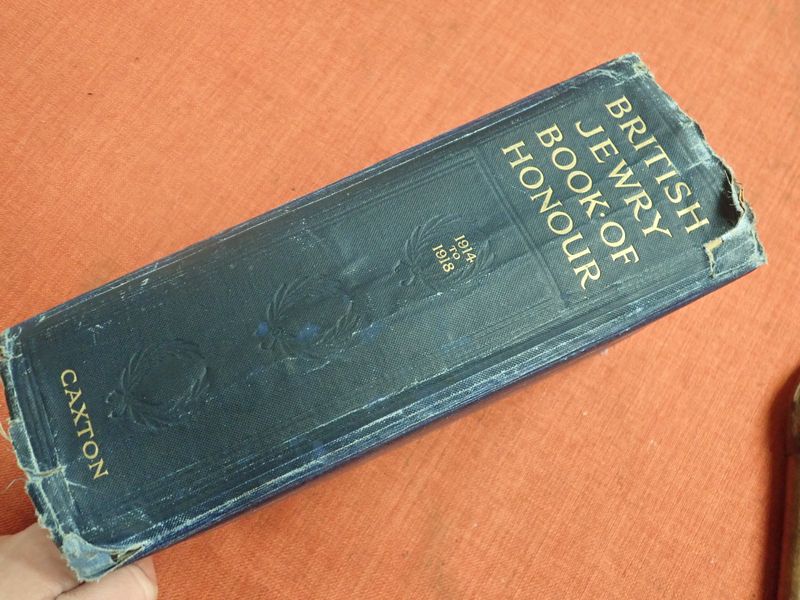 BRITISH
JEWRY
BOOK·OF
HONOUR
1914
TO
1918
CAXTON